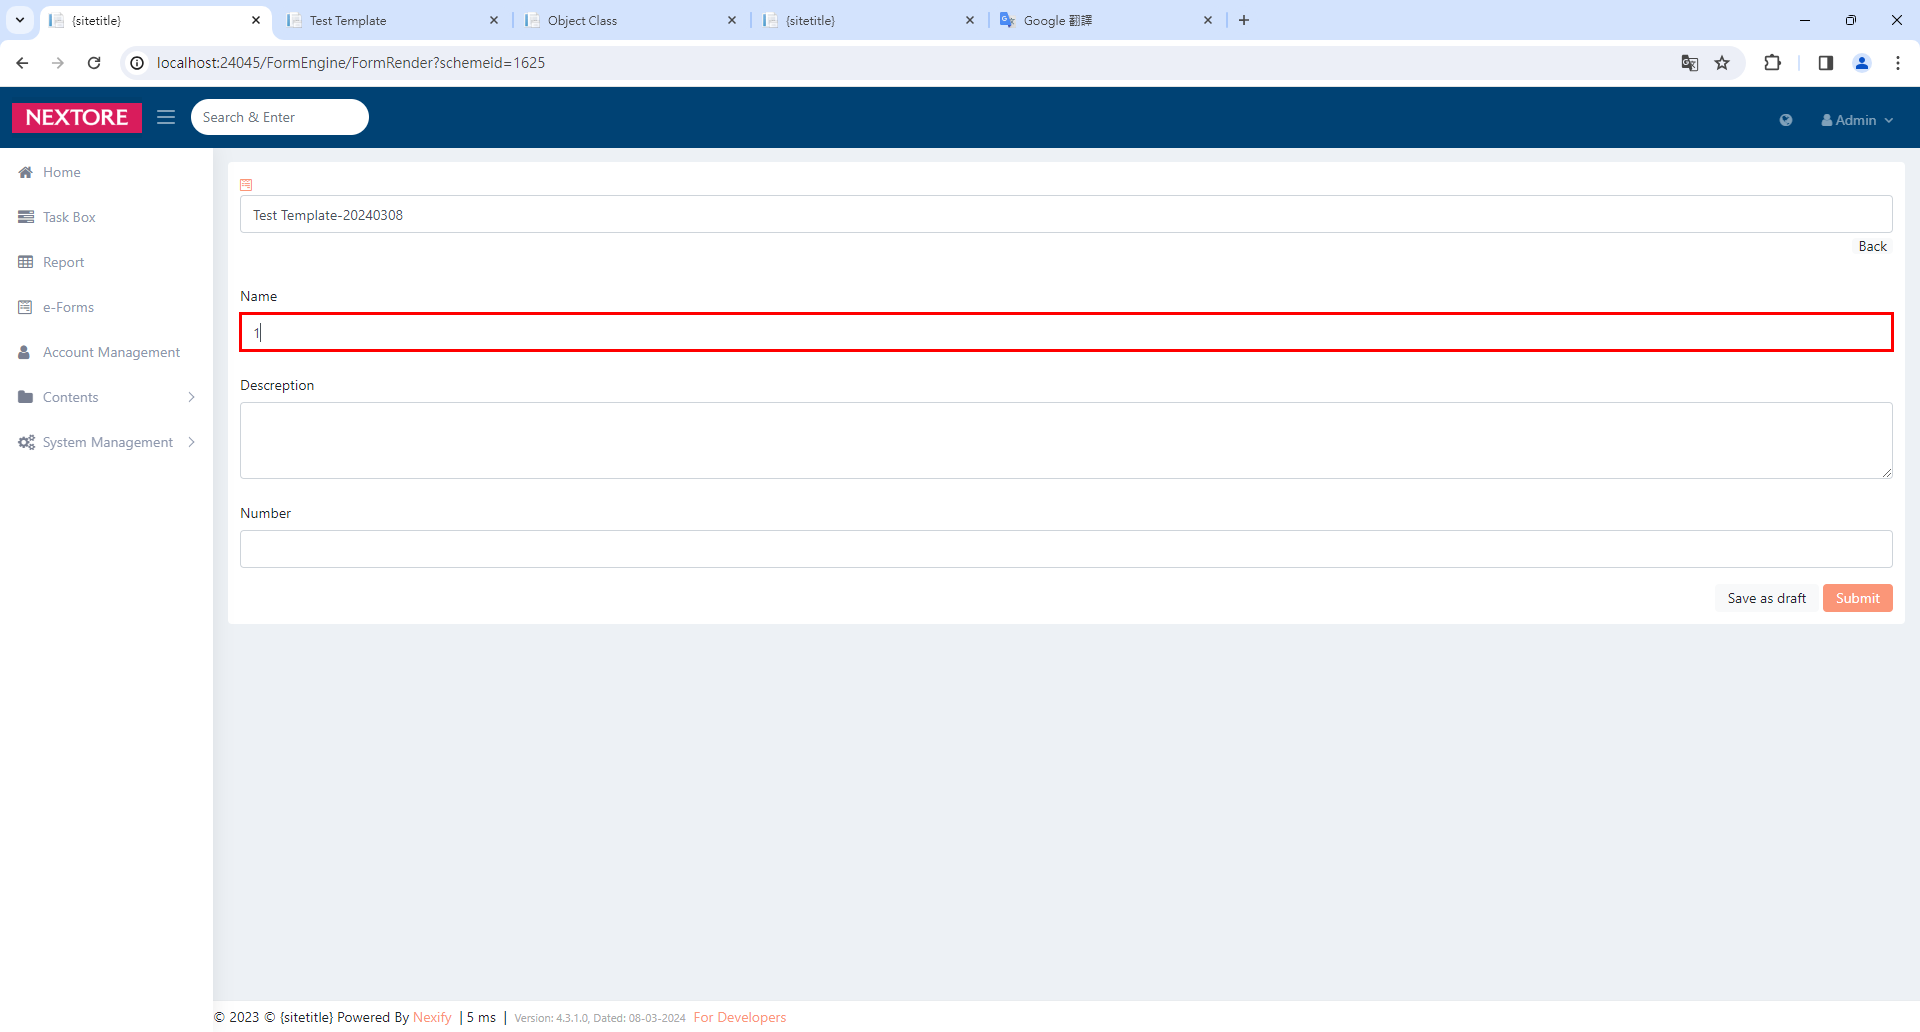 {sitetitle}
Test Template
Object Class
{sitetitle}
Google 翻譯
localhost:24045/FormEngine/FormRender?schemeid=1625
NEXTORE
Search & Enter
Admin
Home
Task Box
Report
e-Forms
Account Management
Contents
System Management
Test Template-20240308
Back
Name
1
Descreption
Number
Save as draft
Submit
© 2023 © {sitetitle} Powered By Nexify | 5 ms | Version: 4.3.1.0, Dated: 08-03-2024 For Developers